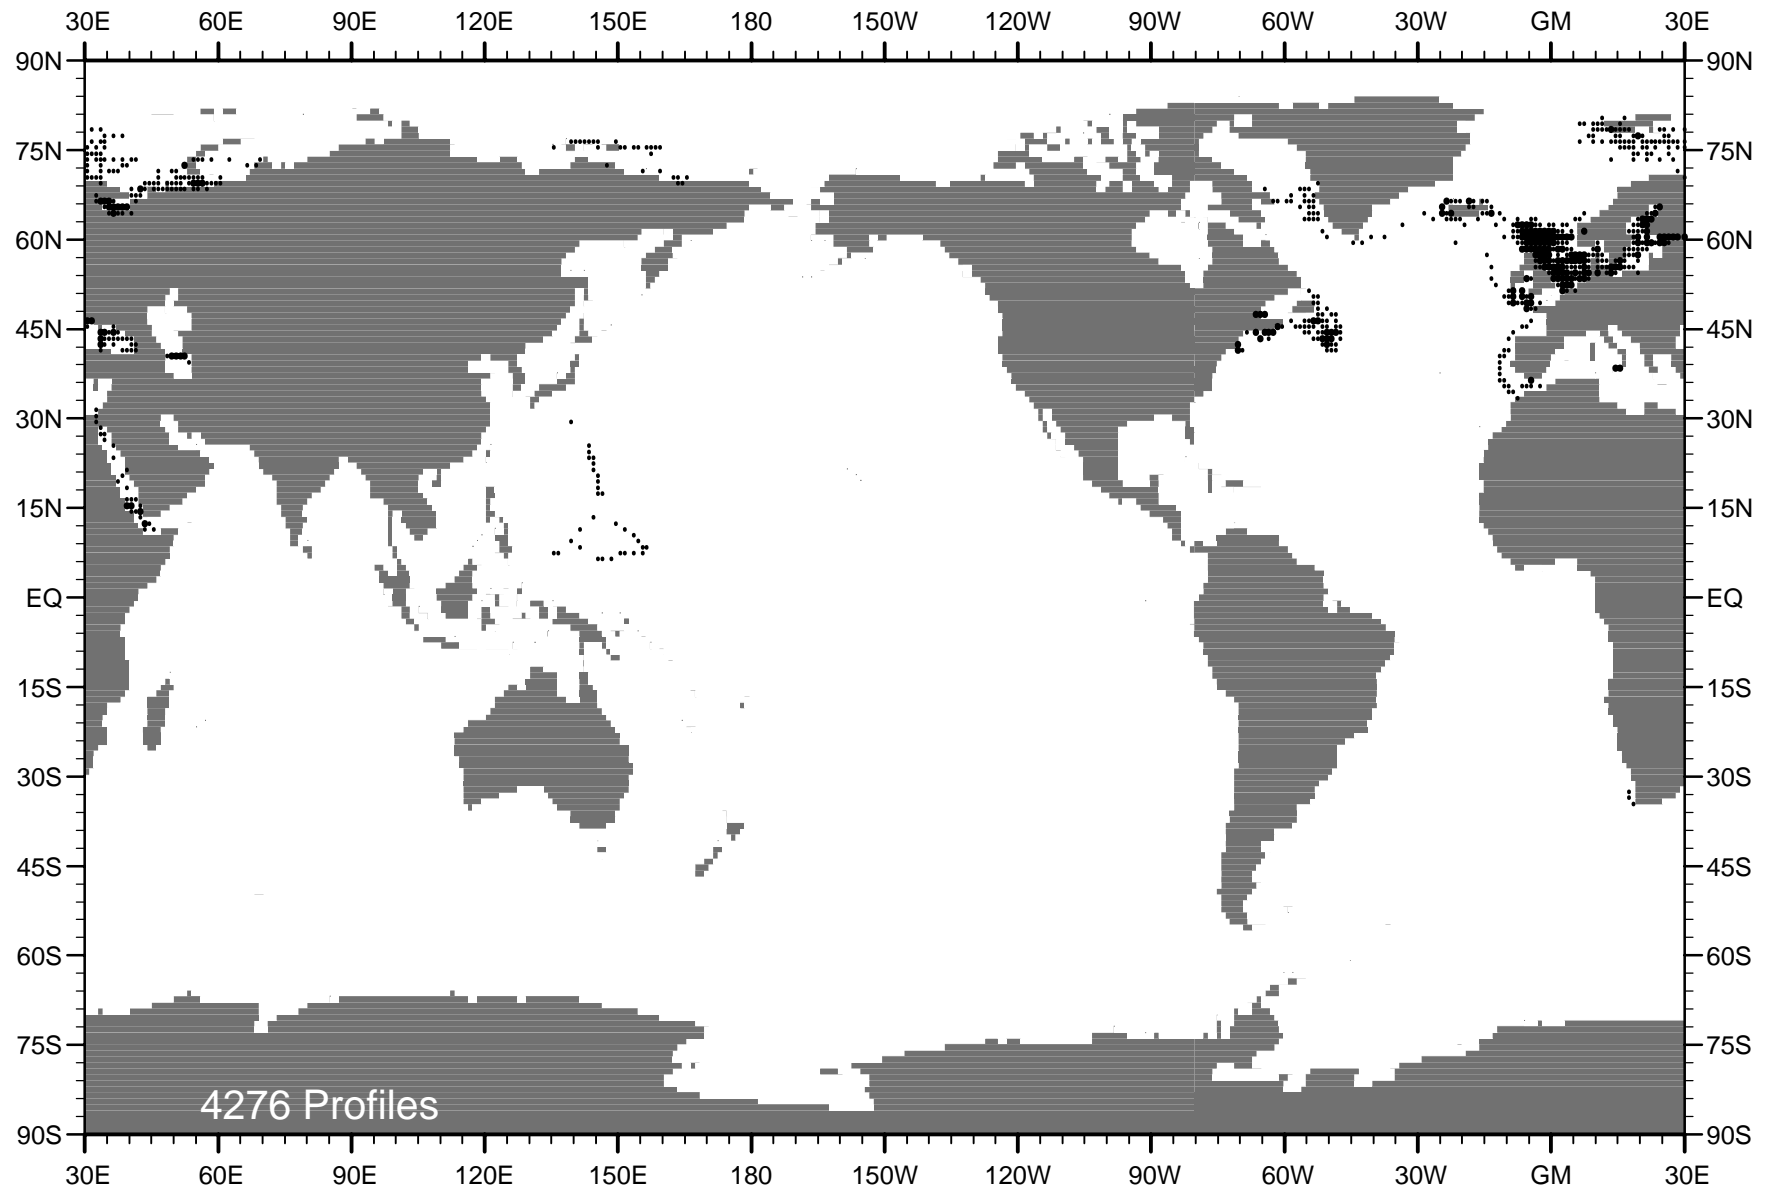 30E 60E 90E 120E 150E 180 150W 120W 90W 60W 30W GM 30E
90N 90N
75N 75N
60N 60N
45N 45N
30N 30N
15N 15N
EQ EQ
15S 15S
30S 30S
45S 45S
60S 60S
75S 75S
4276 Profiles
90S 90S
30E 60E 90E 120E 150E 180 150W 120W 90W 60W 30W GM 30E